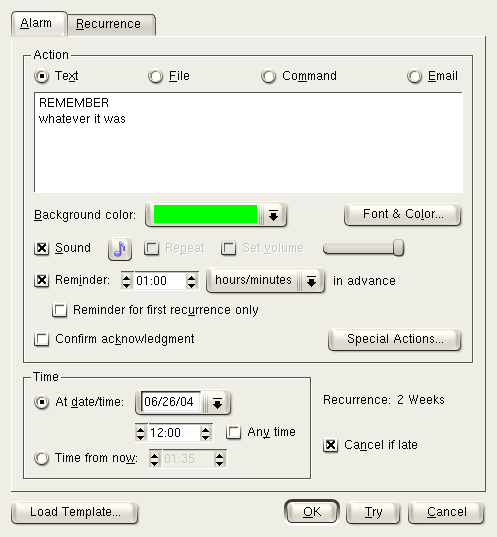 Alarm Recurrence
Action
Text File Command Email
REMEMBER
whatever it was
Background color: Font & Color...
Sound Repeat Set volume
Reminder: 01:00 hours/minutes in advance
Reminder for first recurrence only
Confirm acknowledgment Special Actions...
Time
At date/time: 06/26/04 Recurrence: 2 Weeks
12:00 Any time
Cancel if late
Time from now: 01:35
Load Template... OK Try Cancel